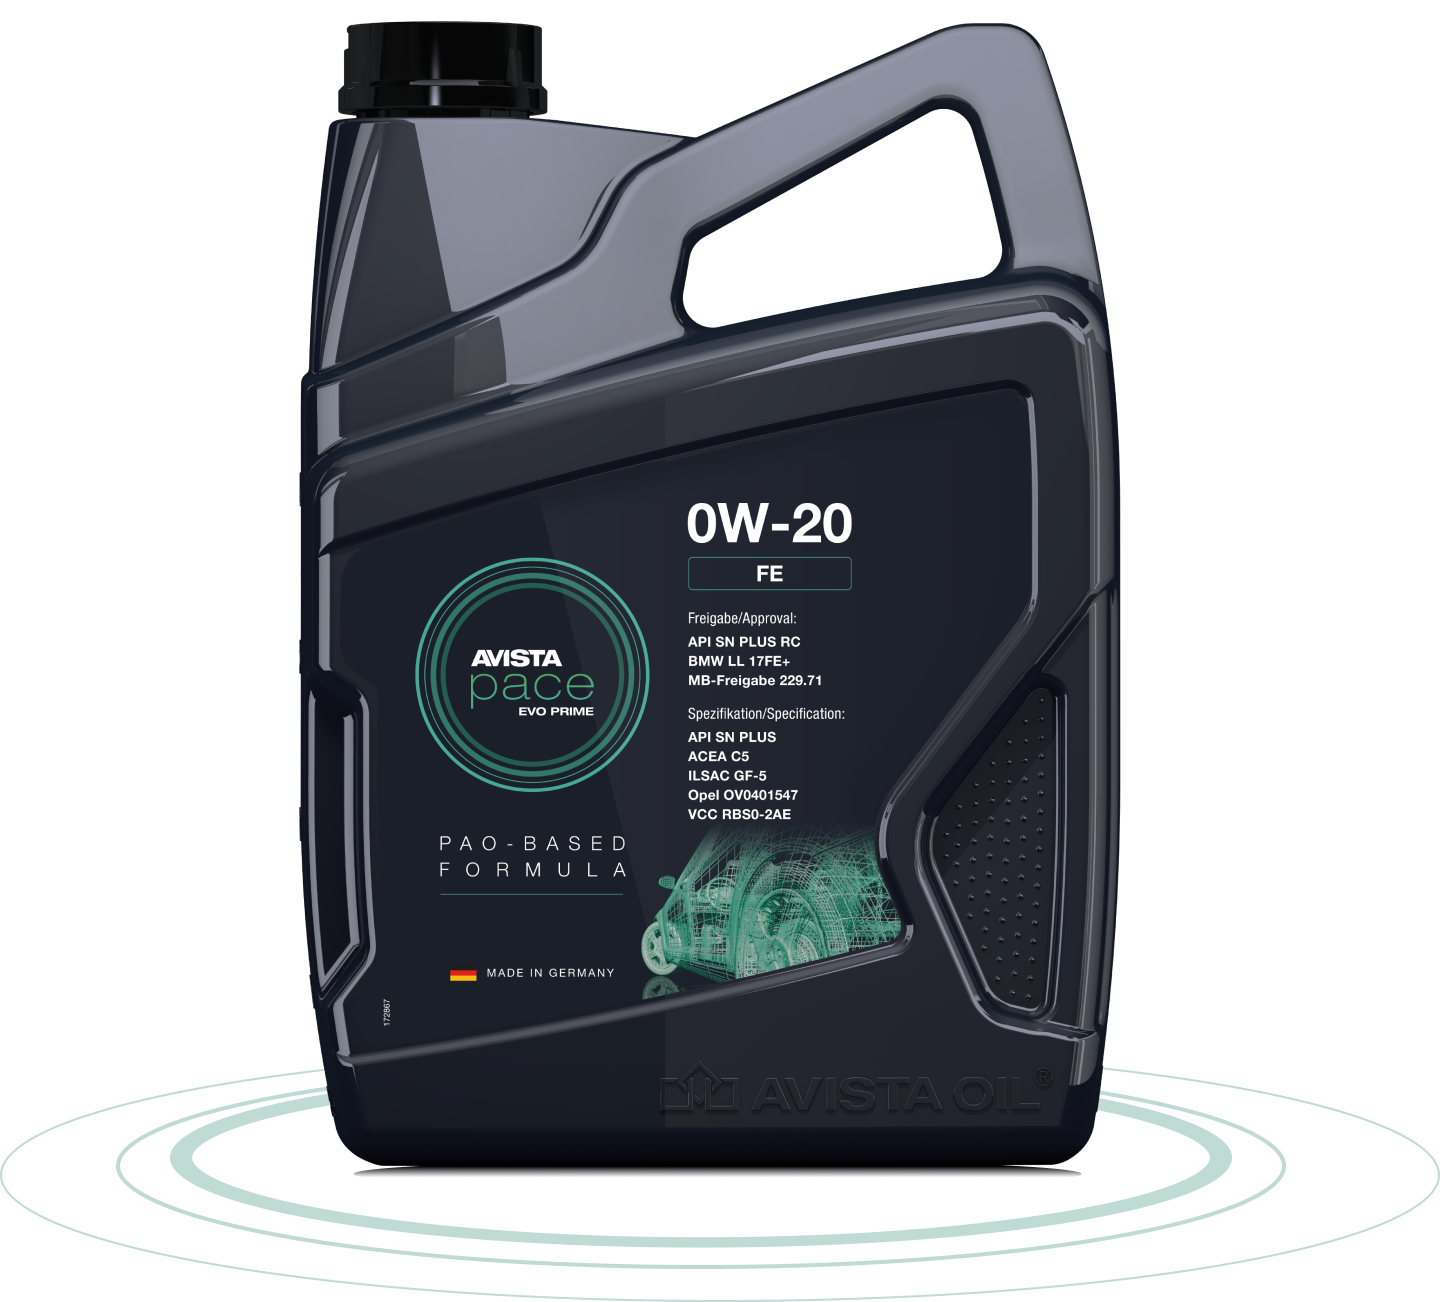 0W-20
FE
Freigabe/Approval:
API SN PLUS RC
BMW LL 17FE+
MB-Freigabe 229.71
Spezifikation/Specification:
API SN PLUS
ACEA C5
ILSAC GF-5
Opel OV0401547
VCC RBS0-2AE
AVISTA
pace
EVO PRIME
PAO-BASED
FORMULA
MADE IN GERMANY
172867
AVISTA OIL®